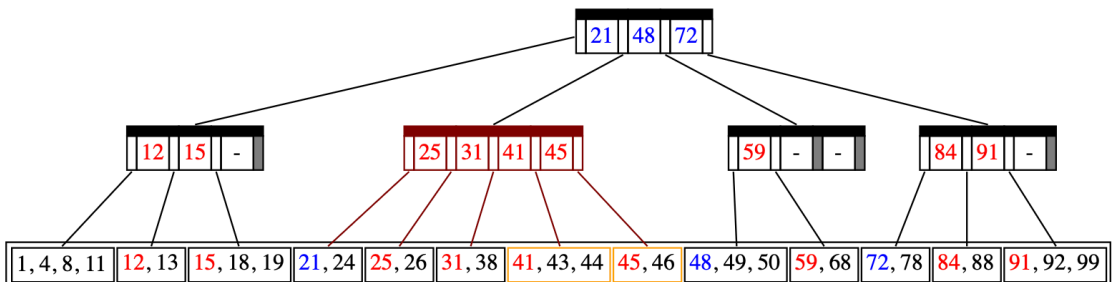 21 48 72
12 15 - 25 31 41 45 59 - - 84 91 -
1, 4, 8, 11 12, 13 15, 18, 19 21, 24 25, 26 31, 38 41, 43, 44 45, 46 48, 49, 50 59, 68 72, 78 84, 88 91, 92, 99